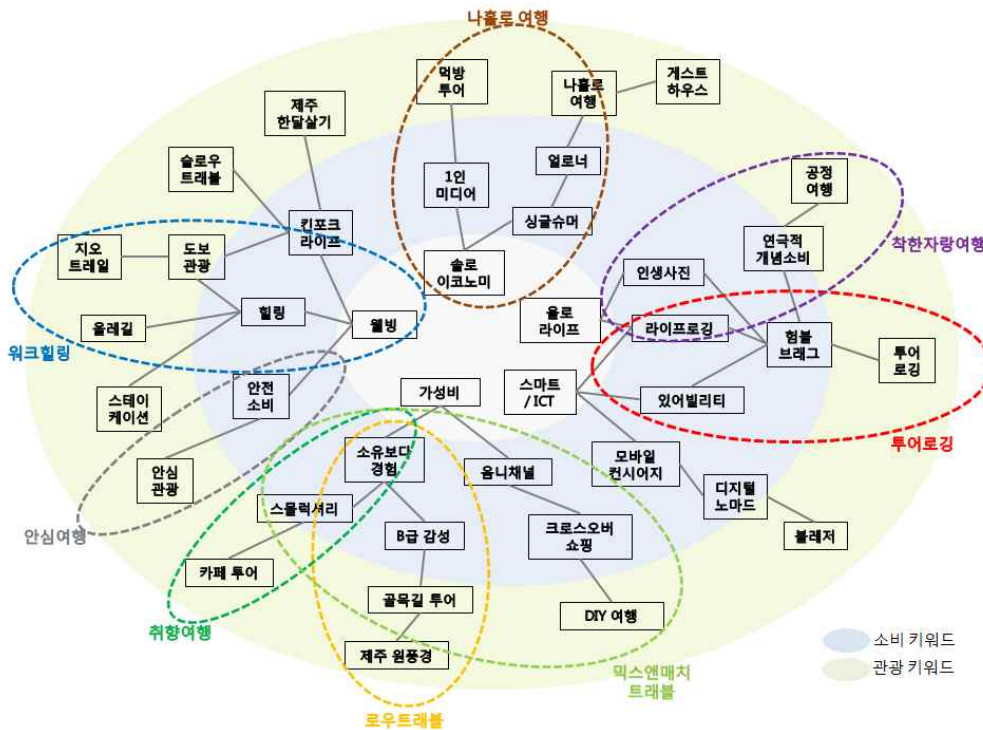 나홀로 여행
먹방
투어
나홀로
여행
게스트
하우스
제주
한달살기
슬로우
트래블
1인
미디어
얼로너
공정
여행
킨포크
라이프
싱글슈머
지오
트레일
도보
관광
연극적
개념소비
착한자랑여행
솔로
이코노미
인생사진
힐링
욜로
라이프
올레길
웰빙
라이프로깅
험블
브래그
투어
로깅
워크힐링
안전
소비
가성비
스마트
/ ICT
있어빌리티
스테이
케이션
투어로깅
소유보다
경험
옴니채널
모바일
컨시어지
안심
관광
디지털
노마드
스몰럭셔리
B급 감성
크로스오버
쇼핑
블레저
안심여행
카페 투어
골목길 투어
DIY 여행
취향여행
제주 원풍경
믹스앤매치
트래블
소비 키워드
관광 키워드
로우트래블